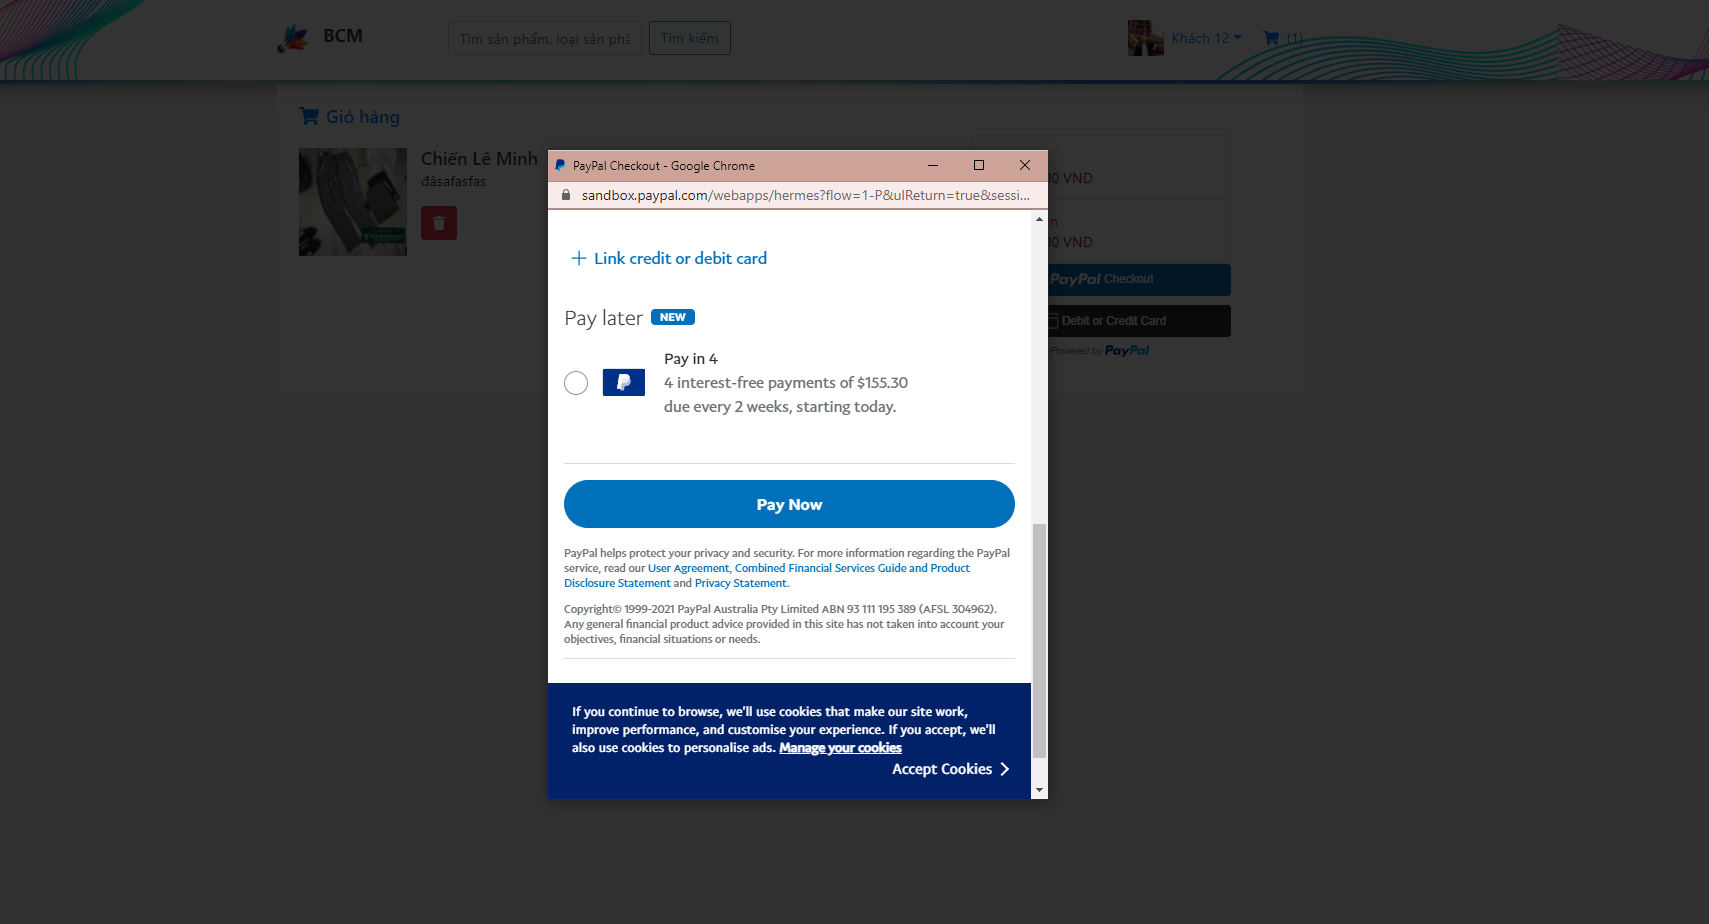 BCM
Tìm sản phẩm, loại sản phẩ
Tìm kiếm
Khách 12
(1)
Giỏ hàng
Chiến Lê Minh
đâsafasfas
0 VND
n
0 VND
PayPal Checkout
Debit or Credit Card
Powered by PayPal
PayPal Checkout - Google Chrome
sandbox.paypal.com/webapps/hermes?flow=1-P&ulReturn=true&sessi...
Link credit or debit card
Pay later NEW
Pay in 4
4 interest-free payments of $155.30
due every 2 weeks, starting today.
Pay Now
PayPal helps protect your privacy and security. For more information regarding the PayPal
service, read our User Agreement, Combined Financial Services Guide and Product
Disclosure Statement and Privacy Statement.
Copyright© 1999-2021 PayPal Australia Pty Limited ABN 93 111 195 389 (AFSL 304962).
Any general financial product advice provided in this site has not taken into account your
objectives, financial situations or needs.
If you continue to browse, we'll use cookies that make our site work,
improve performance, and customise your experience. If you accept, we'll
also use cookies to personalise ads. Manage your cookies
Accept Cookies